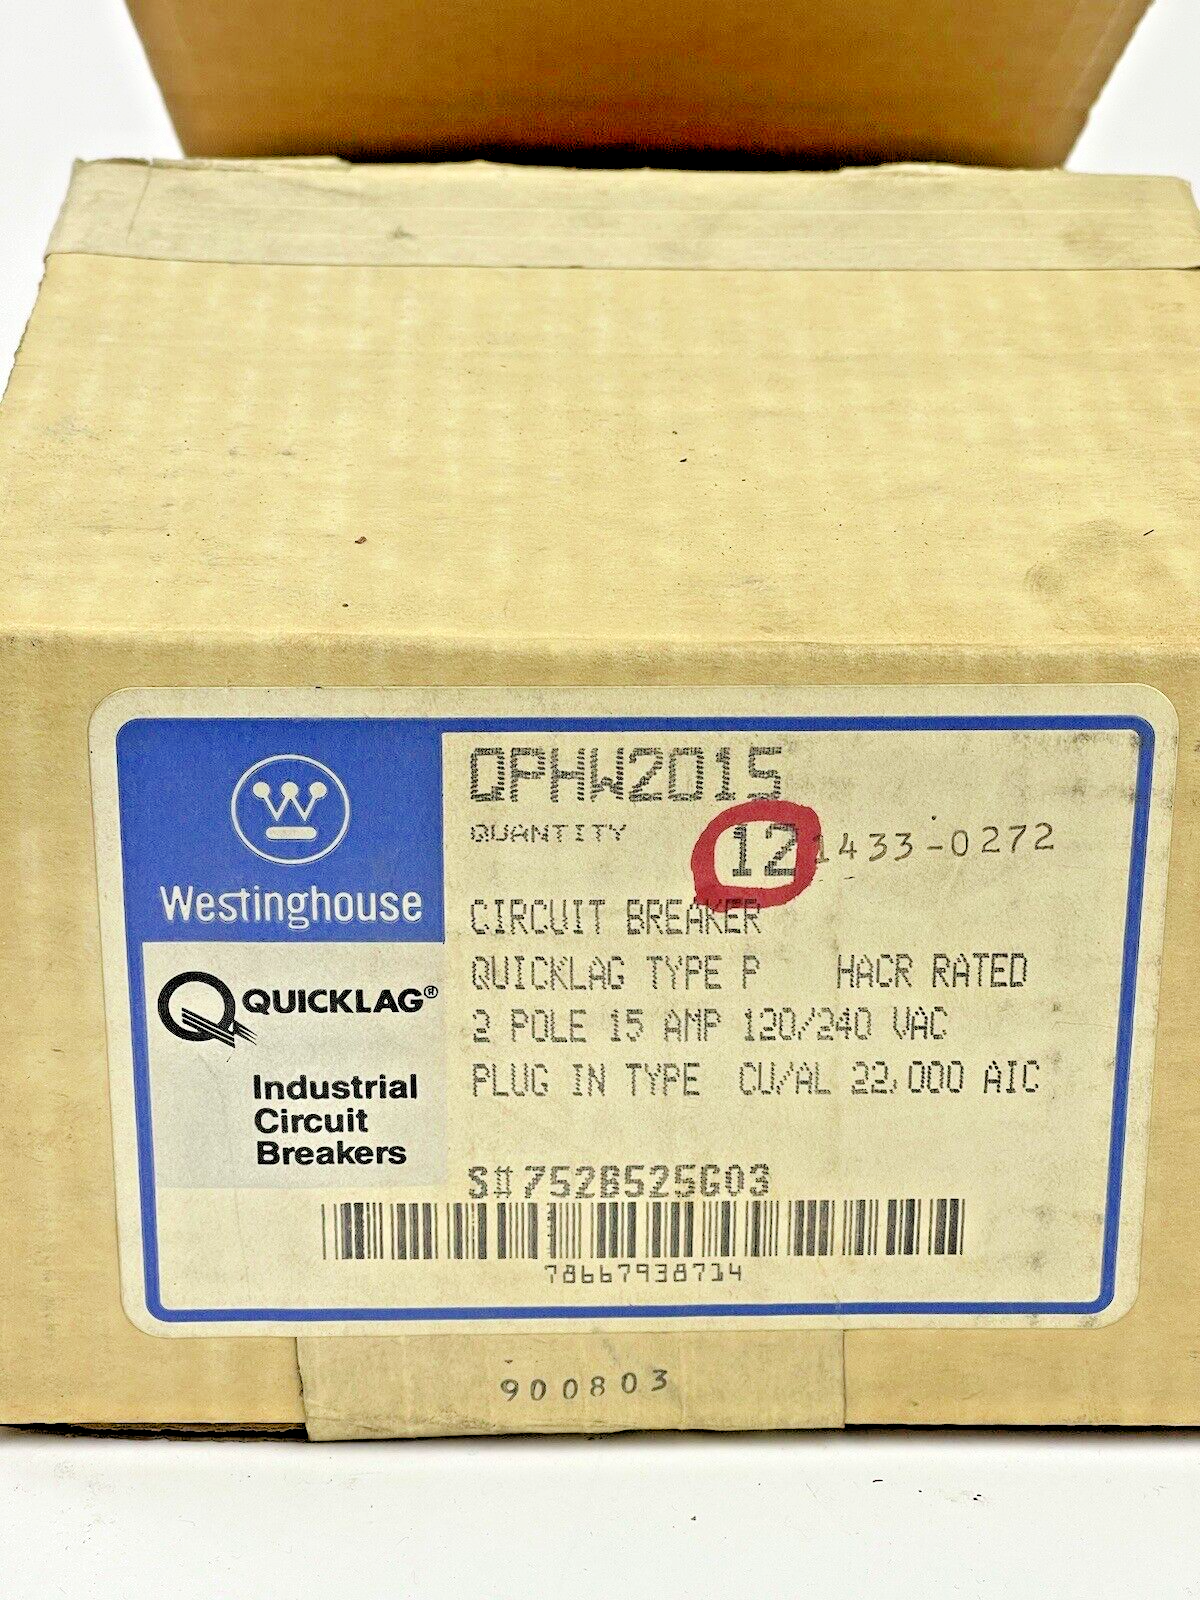 Westinghouse
QUICKLAG®
Industrial
Circuit
Breakers
QPHW2015
QUANTITY 12 1433-0272
CIRCUIT BREAKER
QUICKLAG TYPE P HACR RATED
2 POLE 15 AMP 120/240 VAC
PLUG IN TYPE CU/AL 22,000 AIC
S#752B525G03
78667938714
900803